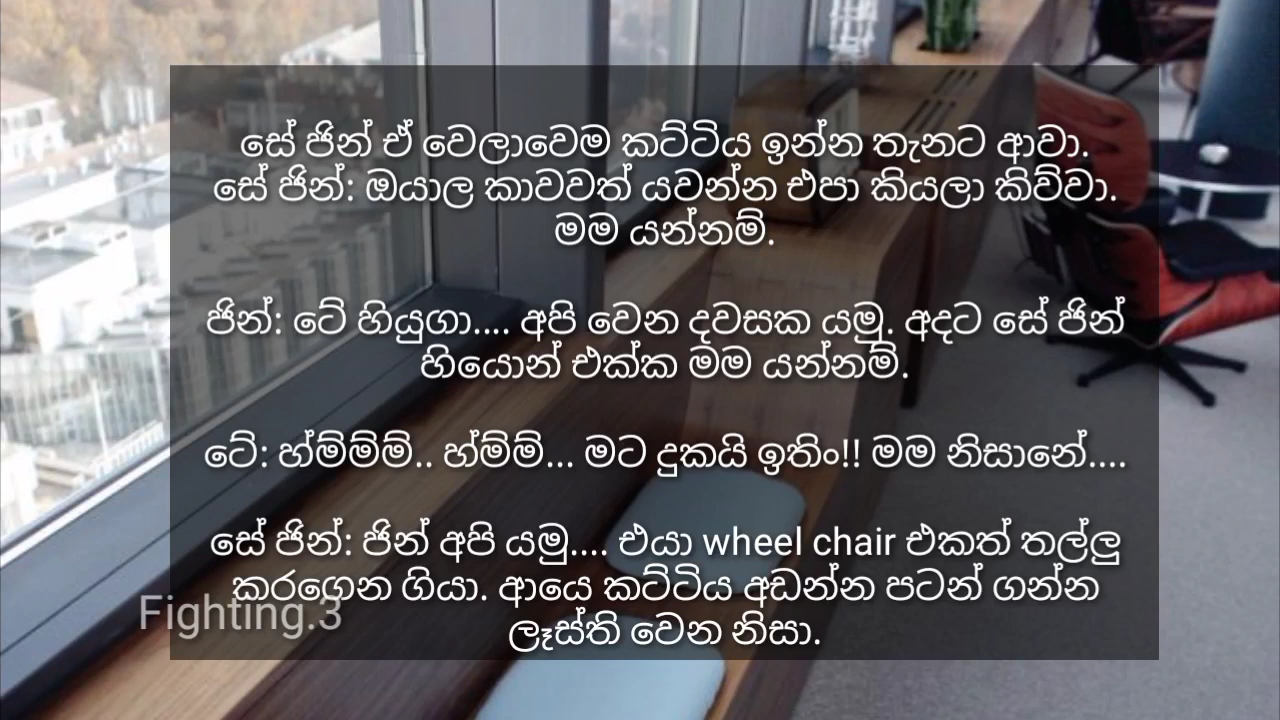 සේ ජින් ඒ වෙලාවෙම කට්ටිය ඉන්න තැනට ආවා.
සේ ජින්: ඔයාල කාවවත් යවන්න එපා කියලා කිව්වා.
මම යන්නම්.
ජින්: ටේ හියුගා.... අපි වෙන දවසක යමු. අදට සේ ජින්
හියොන් එක්ක මම යන්නම්.
ටේ: හ්ම්ම්ම්.. හ්ම්ම්... මට දුකයි ඉතිං!! මම නිසානේ....
සේ ජින්: ජින් අපි යමු.... එයා wheel chair එකත් තල්ලු
කරගෙන ගියා. ආයෙ කට්ටිය අඩන්න පටන් ගන්න
ලෑස්ති වෙන නිසා.
Fighting.3